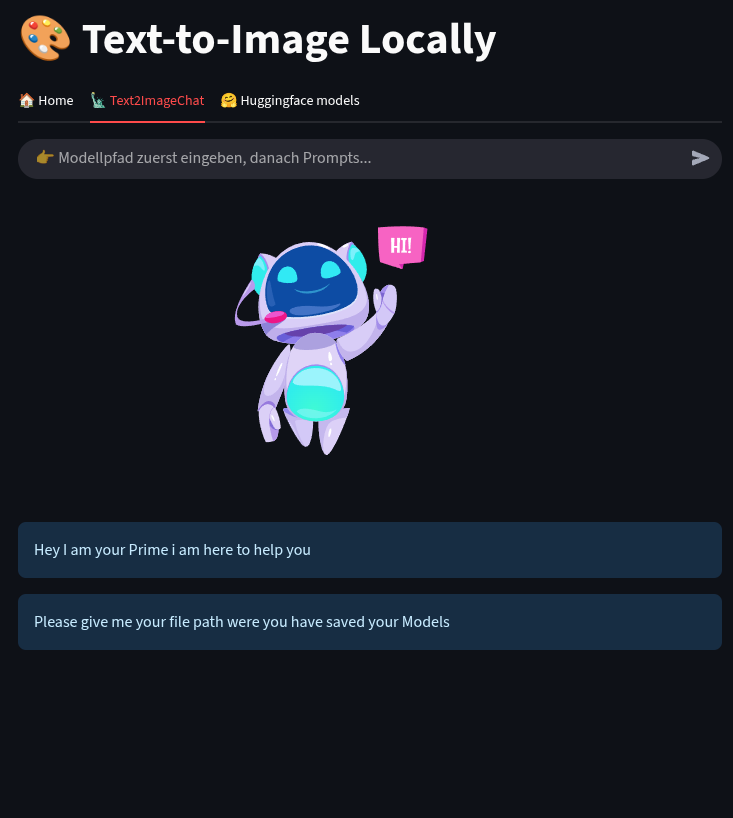 🎨 Text-to-Image Locally
🏠 Home 🗽 Text2ImageChat 🤗 Huggingface models
👉 Modellpfad zuerst eingeben, danach Prompts...
HI!
Hey I am your Prime i am here to help you
Please give me your file path were you have saved your Models